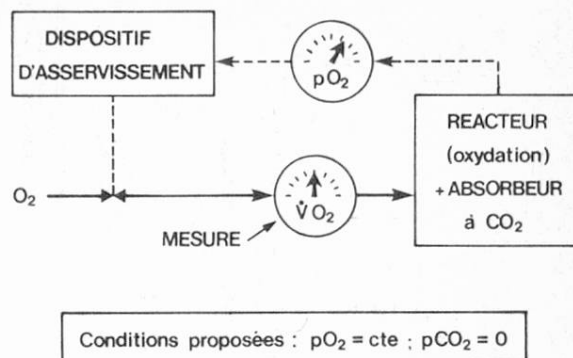 DISPOSITIF
D'ASSERVISSEMENT
pO₂
REACTEUR
(oxydation)
+ ABSORBEUR
à CO₂
O₂
V̇O₂
MESURE
Conditions proposées : pO₂ = cte ; pCO₂ = 0